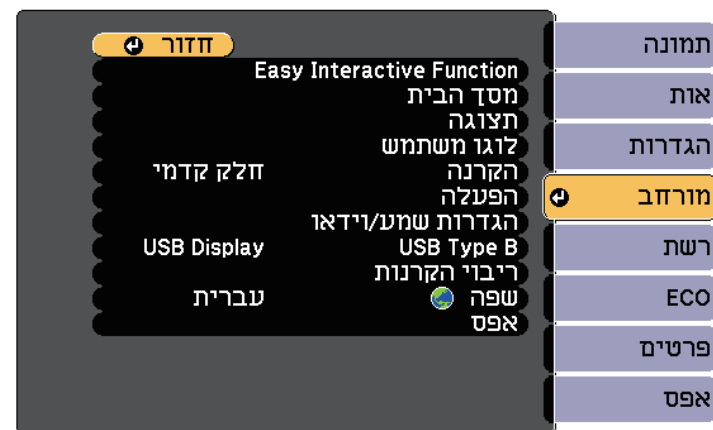 חזור
Easy Interactive Function
מסך הבית
תצוגה
לוגו משתמש
הקרנה חלק קדמי
הפעלה
הגדרות שמע/וידאו
USB Type B USB Display
ריבוי הקרנות
שפה עברית
אפס
תמונה
אות
הגדרות
מורחב
רשת
ECO
פרטים
אפס